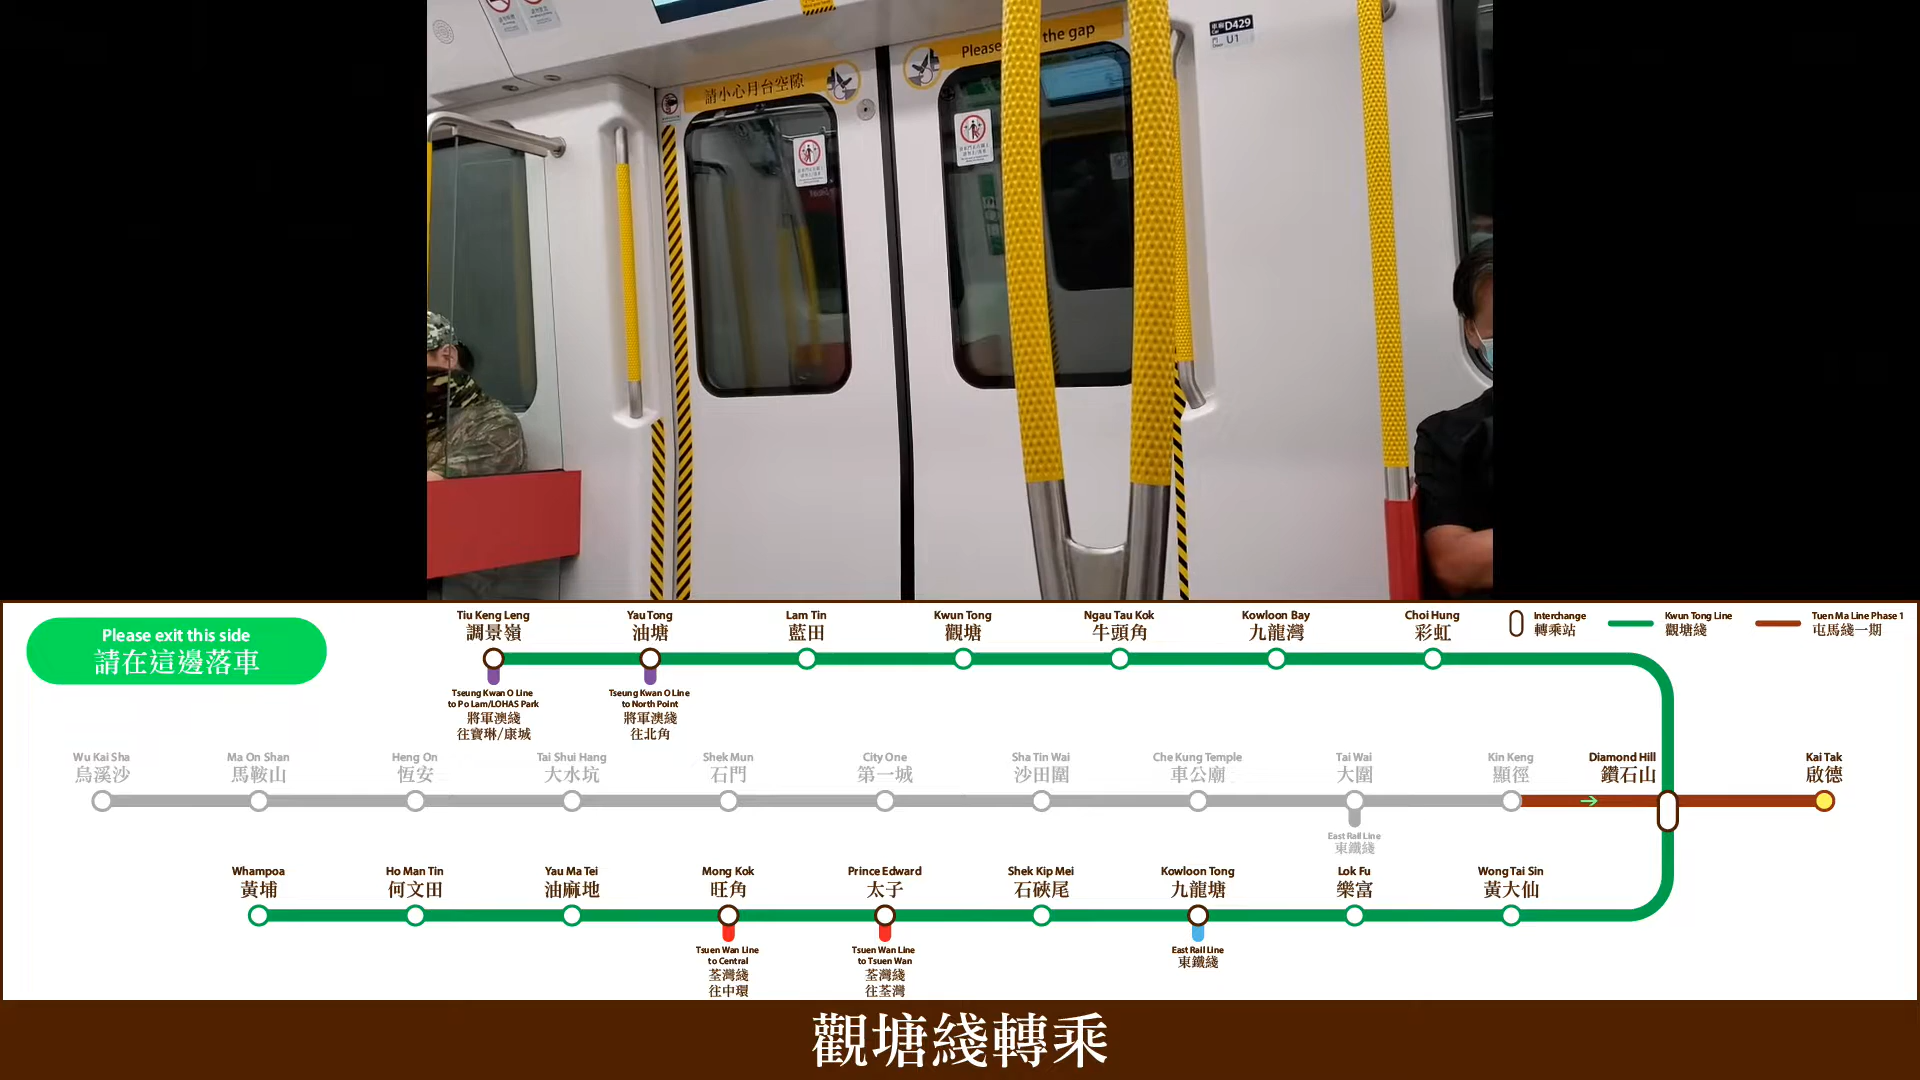 請小心月台空隙
Please
the gap
D429
U1
Please exit this side
請在這邊落車
Tiu Keng Leng
調景嶺
Yau Tong
油塘
Lam Tin
藍田
Kwun Tong
觀塘
Ngau Tau Kok
牛頭角
Kowloon Bay
九龍灣
Choi Hung
彩虹
Interchange
轉乘站
Kwun Tong Line
觀塘綫
Tuen Ma Line Phase 1
屯馬綫一期
Tseung Kwan O Line
to Po Lam/LOHAS Park
將軍澳綫
往寶琳/康城
Tseung Kwan O Line
to North Point
將軍澳綫
往北角
Wu Kai Sha
烏溪沙
Ma On Shan
馬鞍山
Heng On
恆安
Tai Shui Hang
大水坑
Shek Mun
石門
City One
第一城
Sha Tin Wai
沙田圍
Che Kung Temple
車公廟
Tai Wai
大圍
Kin Keng
顯徑
Diamond Hill
鑽石山
Kai Tak
啟德
East Rail Line
東鐵綫
Whampoa
黃埔
Ho Man Tin
何文田
Yau Ma Tei
油麻地
Mong Kok
旺角
Prince Edward
太子
Shek Kip Mei
石硤尾
Kowloon Tong
九龍塘
Lok Fu
樂富
Wong Tai Sin
黃大仙
Tsuen Wan Line
to Central
荃灣綫
往中環
Tsuen Wan Line
to Tsuen Wan
荃灣綫
往荃灣
East Rail Line
東鐵綫
觀塘綫轉乘